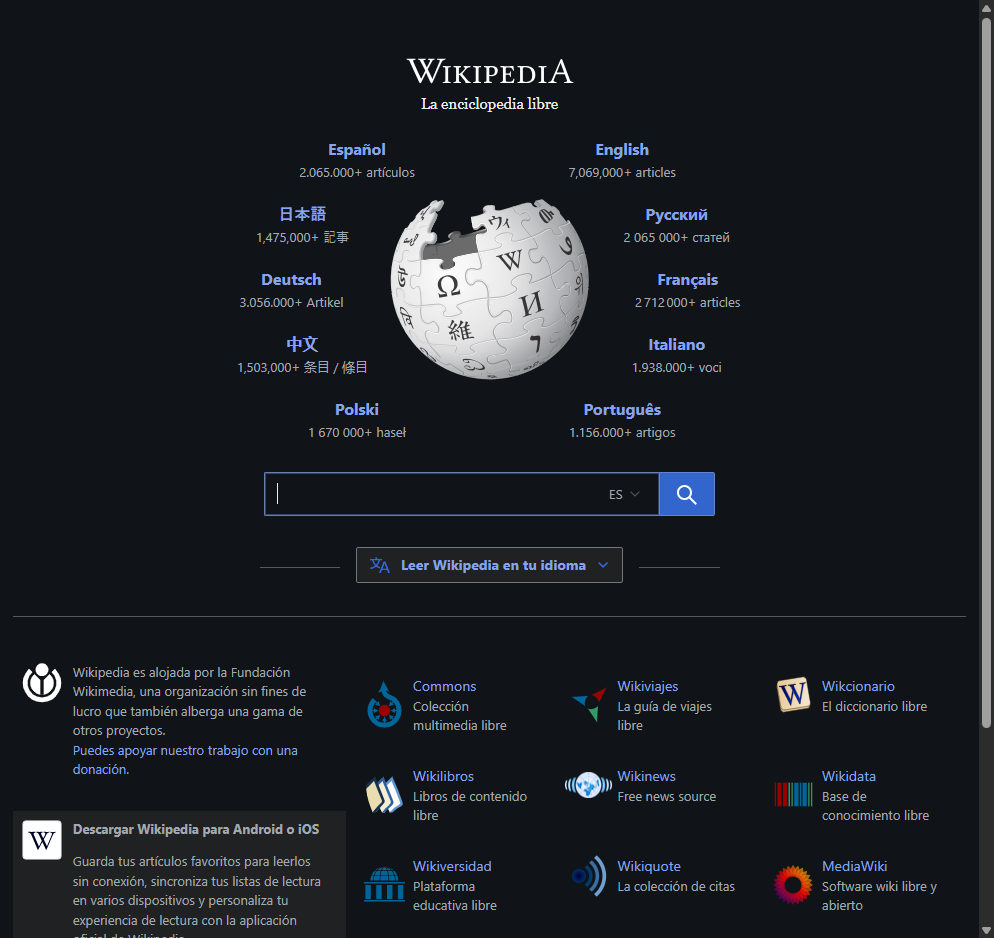 WIKIPEDIA
La enciclopedia libre
Español
2.065.000+ artículos
English
7,069,000+ articles
日本語
1,475,000+ 記事
Русский
2 065 000+ статей
Deutsch
3.056.000+ Artikel
Français
2 712 000+ articles
中文
1,503,000+ 条目 / 條目
Italiano
1.938.000+ voci
Polski
1 670 000+ haseł
Português
1.156.000+ artigos
Ω
W
И
維
ウィ
ES
Leer Wikipedia en tu idioma
Wikipedia es alojada por la Fundación
Wikimedia, una organización sin fines de
lucro que también alberga una gama de
otros proyectos.
Puedes apoyar nuestro trabajo con una
donación.
W
Descargar Wikipedia para Android o iOS
Guarda tus artículos favoritos para leerlos
sin conexión, sincroniza tus listas de lectura
en varios dispositivos y personaliza tu
experiencia de lectura con la aplicación
oficial de Wikipedia.
Commons
Colección
multimedia libre
Wikiviajes
La guía de viajes
libre
W
Wikcionario
El diccionario libre
Wikilibros
Libros de contenido
libre
Wikinews
Free news source
Wikidata
Base de
conocimiento libre
Wikiversidad
Plataforma
educativa libre
Wikiquote
La colección de citas
MediaWiki
Software wiki libre y
abierto